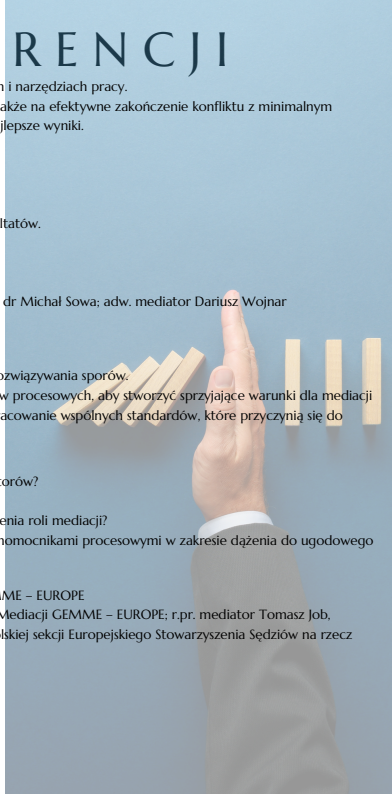 RENCJI
i narzędziach pracy.
akże na efektywne zakończenie konfliktu z minimalnym
jlepsze wyniki.
ltatów.
dr Michał Sowa; adw. mediator Dariusz Wojnar
ozwiązywania sporów.
w procesowych, aby stworzyć sprzyjające warunki dla mediacji
racowanie wspólnych standardów, które przyczynią się do
torów?
enia roli mediacji?
nomocnikami procesowymi w zakresie dążenia do ugodowego
ME – EUROPE
Mediacji GEMME – EUROPE; r.pr. mediator Tomasz Job,
lskiej sekcji Europejskiego Stowarzyszenia Sędziów na rzecz